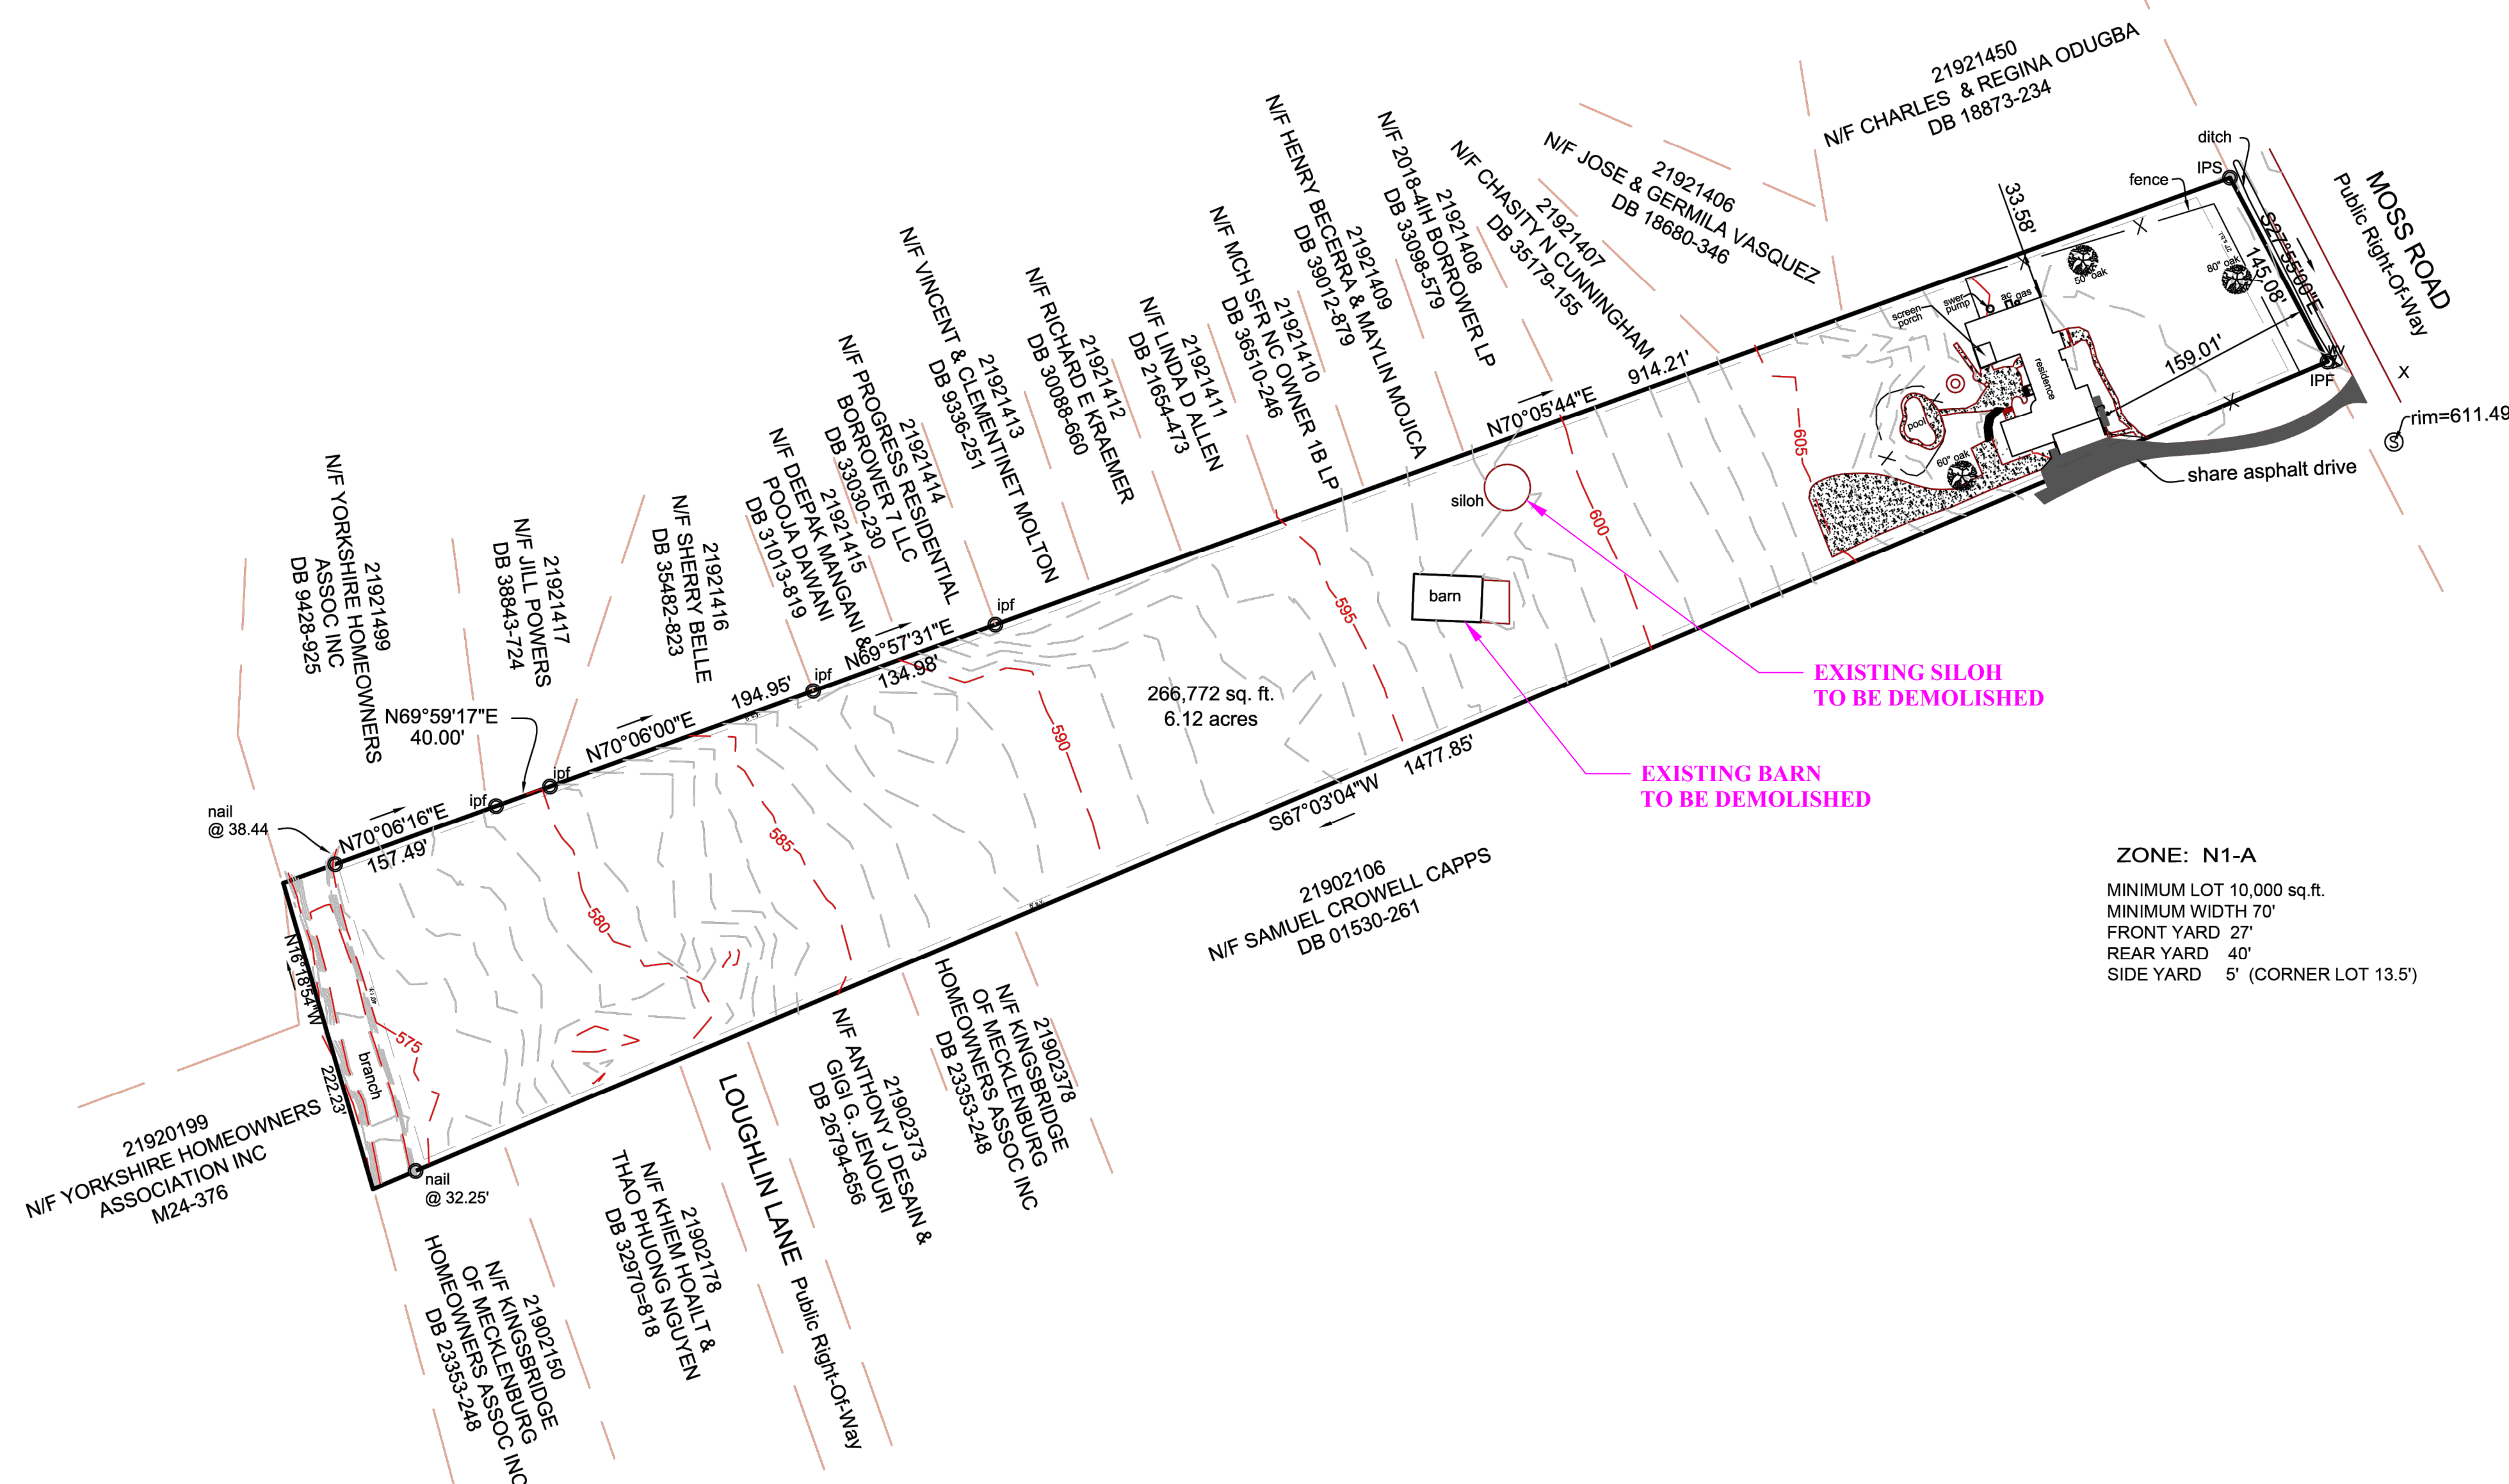 21921450
N/F CHARLES & REGINA ODUGBA
DB 18873-234
MOSS ROAD
Public Right-Of-Way
ditch
IPS
fence
S27°55'00"E
145.08'
33.58'
50" oak
80" oak
159.01'
IPF
X
rim=611.49
S
share asphalt drive
ac gas
swer
pump
screen
porch
residence
pool
60" oak
21921406
N/F JOSE & GERMILA VASQUEZ
DB 18680-346
21921407
N/F CHASITY N CUNNINGHAM
DB 35179-155
21921408
N/F 2018-4IH BORROWER LP
DB 33098-579
21921409
N/F HENRY BECERRA & MAYLIN MOJICA
DB 39012-879
21921410
N/F MCH SFR NC OWNER 1B LP
DB 36510-246
21921411
N/F LINDA D ALLEN
DB 21654-473
21921412
N/F RICHARD E KRAEMER
DB 30088-660
21921413
N/F VINCENT & CLEMENTINET MOLTON
DB 9336-251
21921414
N/F PROGRESS RESIDENTIAL
BORROWER 7 LLC
DB 33030-230
21921415
N/F DEEPAK MANGANI &
POOJA DAWANI
DB 31013-819
21921416
N/F SHERRY BELLE
DB 35482-823
21921417
N/F JILL POWERS
DB 38843-724
21921499
N/F YORKSHIRE HOMEOWNERS
ASSOC INC
DB 9428-925
N70°05'44"E
914.21'
ipf
N69°57'31"E
134.98'
ipf
194.95'
N70°06'00"E
N69°59'17"E
40.00'
ipf
ipf
N70°06'16"E
157.49'
nail
@ 38.44
605
600
595
590
585
580
575
siloh
barn
266,772 sq. ft.
6.12 acres
EXISTING SILOH
TO BE DEMOLISHED
EXISTING BARN
TO BE DEMOLISHED
1477.85'
S67°03'04"W
21902106
N/F SAMUEL CROWELL CAPPS
DB 01530-261
ZONE: N1-A
MINIMUM LOT 10,000 sq.ft.
MINIMUM WIDTH 70'
FRONT YARD 27'
REAR YARD 40'
SIDE YARD 5' (CORNER LOT 13.5')
N16°18'54"W
222.23'
branch
nail
@ 32.25'
21920199
N/F YORKSHIRE HOMEOWNERS
ASSOCIATION INC
M24-376
21902150
N/F KINGSBRIDGE
OF MECKLENBURG
HOMEOWNERS ASSOC INC
DB 23353-248
21902178
N/F KHIEM HOAILT &
THAO PHUONG NGUYEN
DB 32970=818
LOUGHLIN LANE Public Right-Of-Way
21902373
N/F ANTHONY J DESAIN &
GIGI G. JENOURI
DB 26794-656
21902378
N/F KINGSBRIDGE
OF MECKLENBURG
HOMEOWNERS ASSOC INC
DB 23353-248